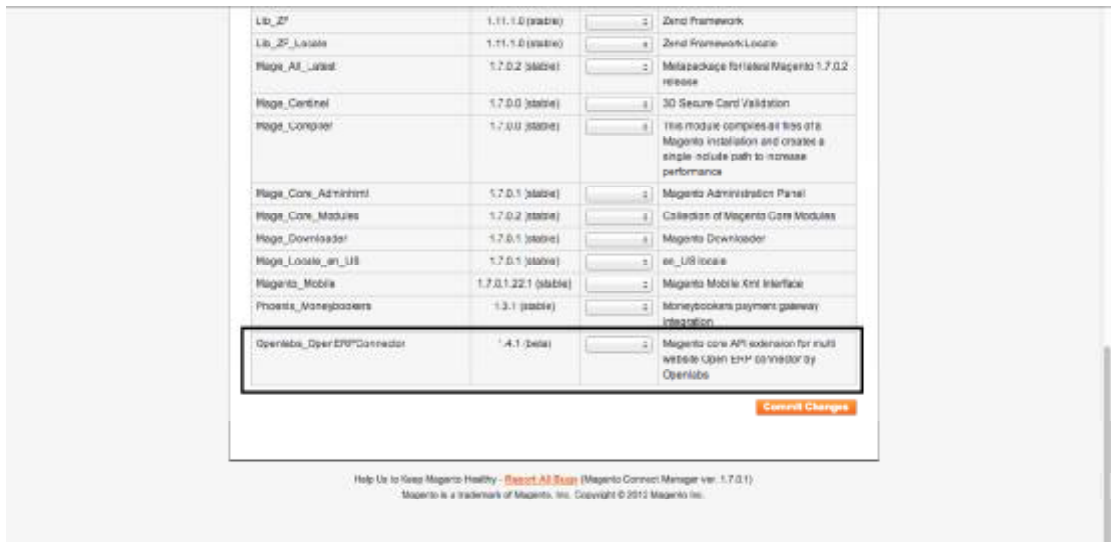 Lib_ZF 1.11.1.0 (stable) Zend Framework
Lib_ZF_Locale 1.11.1.0 (stable) Zend Framework Locale
Mage_All_Latest 1.7.0.2 (stable) Metapackage for latest Magento 1.7.0.2
release
Mage_Centinel 1.7.0.0 (stable) 3D Secure Card Validation
Mage_Compiler 1.7.0.0 (stable) This module compiles all files of a
Magento installation and creates a
single include path to increase
performance
Mage_Core_Adminhtml 1.7.0.1 (stable) Magento Administration Panel
Mage_Core_Modules 1.7.0.2 (stable) Collection of Magento Core Modules
Mage_Downloader 1.7.0.1 (stable) Magento Downloader
Mage_Locale_en_US 1.7.0.1 (stable) en_US locale
Magento_Mobile 1.7.0.1.22.1 (stable) Magento Mobile Xml Interface
Phoenix_Moneybookers 1.3.1 (stable) Moneybookers payment gateway
integration
Openlabs_OpenERPConnector 1.4.1 (beta) Magento core API extension for multi
website Open ERP connector by
Openlabs
Commit Changes
Help Us to Keep Magento Healthy - Report All Bugs (Magento Connect Manager ver. 1.7.0.1)
Magento is a trademark of Magento, Inc. Copyright © 2012 Magento Inc.